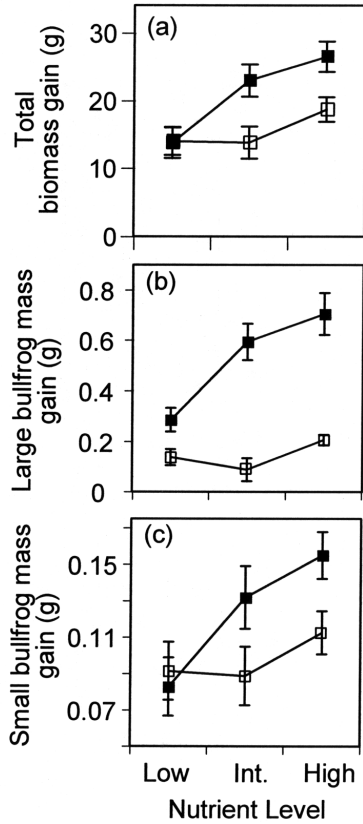 (a)
30
20
10
0
Total
biomass gain (g)
(b)
0.8
0.6
0.4
0.2
0
Large bullfrog mass
gain (g)
(c)
0.15
0.11
0.07
Small bullfrog mass
gain (g)
Low Int. High
Nutrient Level